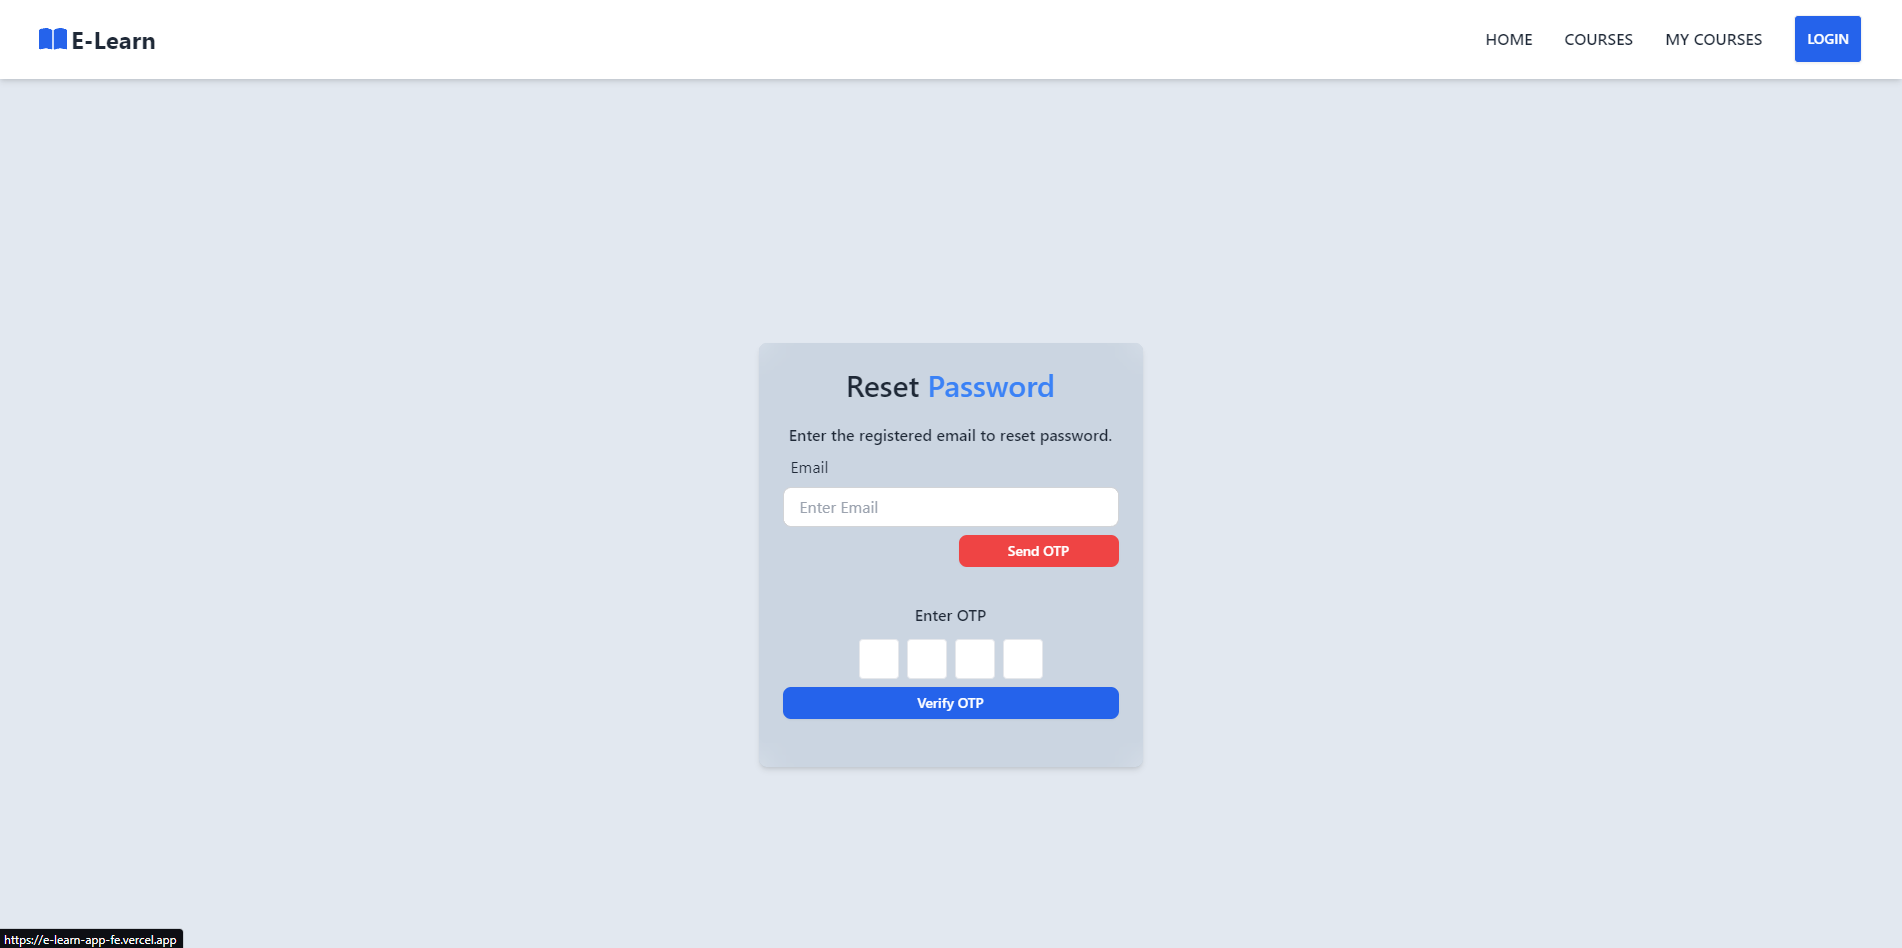 E-Learn
HOME
COURSES
MY COURSES
LOGIN
Reset Password
Enter the registered email to reset password.
Email
Enter Email
Send OTP
Enter OTP
Verify OTP
https://e-learn-app-fe.vercel.app